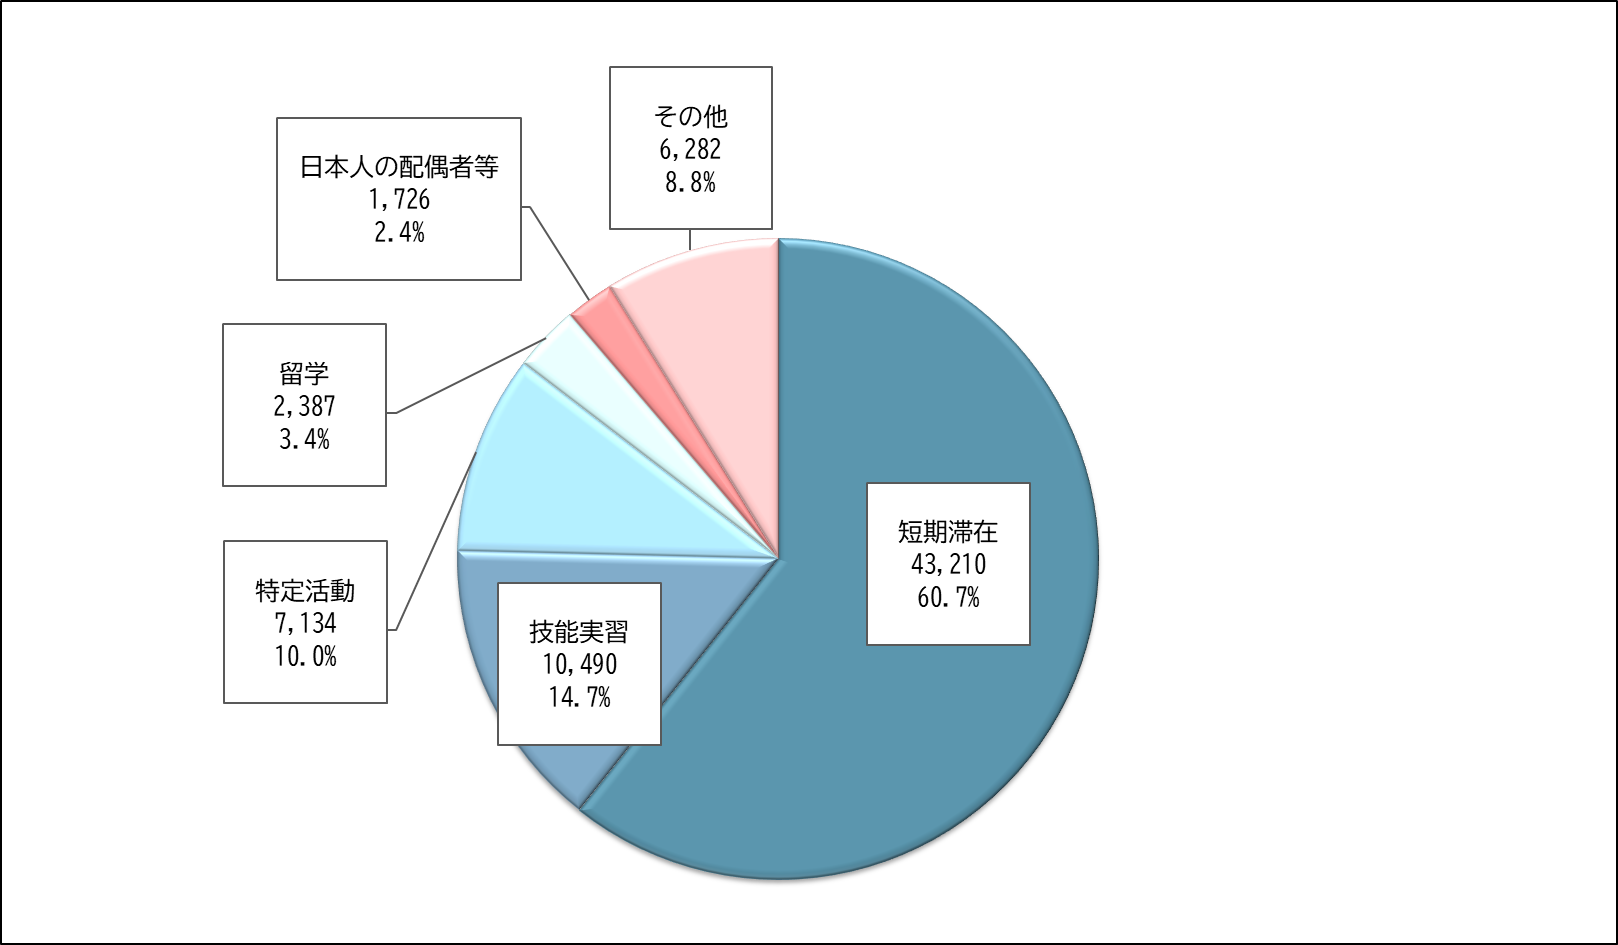 その他
6,282
8.8%
日本人の配偶者等
1,726
2.4%
留学
2,387
3.4%
特定活動
7,134
10.0%
技能実習
10,490
14.7%
短期滞在
43,210
60.7%